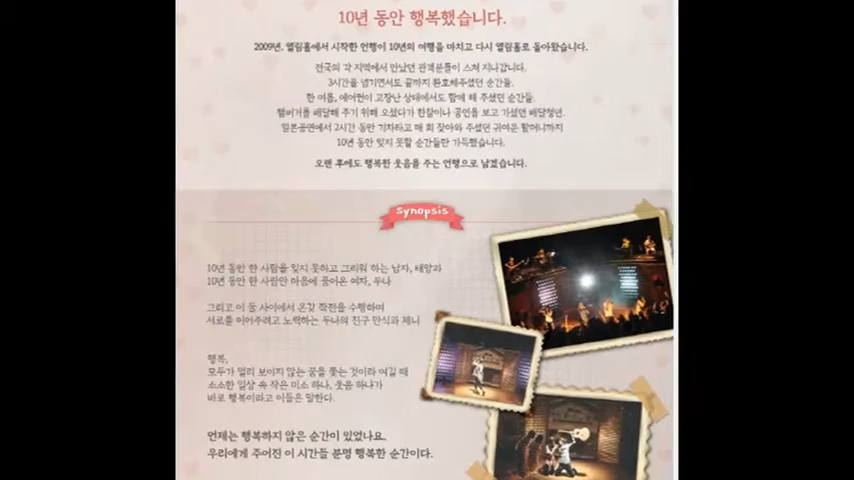 10년 동안 행복했습니다.
2009년, 열림홀에서 시작한 언행이 10년의 여행을 마치고 다시 열림홀로 돌아왔습니다.
전국의 각 지역에서 만났던 관객분들이 스쳐 지나갑니다.
3시간을 넘기면서도 끝까지 환호해주셨던 순간들.
한 여름, 에어컨이 고장난 상태에서도 함께 해 주셨던 순간들.
햄버거를 배달해 주기 위해 오셨다가 한참이나 공연을 보고 가셨던 배달청년.
일본공연에서 2시간 동안 기차타고 매 회 찾아와 주셨던 귀여운 할머니까지
10년 동안 잊지 못할 순간들만 가득했습니다.
오랜 후에도 행복한 웃음을 주는 언행으로 남겠습니다.
synopsis
10년 동안 한 사람을 잊지 못하고 그리워 하는 남자, 태양과
10년 동안 한 사람만 마음에 품어온 여자, 두나
그리고 이 둘 사이에서 온갖 작전을 수행하며
서로를 이어주려고 노력하는 두나의 친구 만식과 제니
행복,
모두가 멀리 보이지 않는 꿈을 쫓는 것이라 여길 때
소소한 일상 속 작은 미소 하나, 웃음 하나가
바로 행복이라고 이들은 말한다.
언제는 행복하지 않은 순간이 있었나요.
우리에게 주어진 이 시간들 분명 행복한 순간이다.